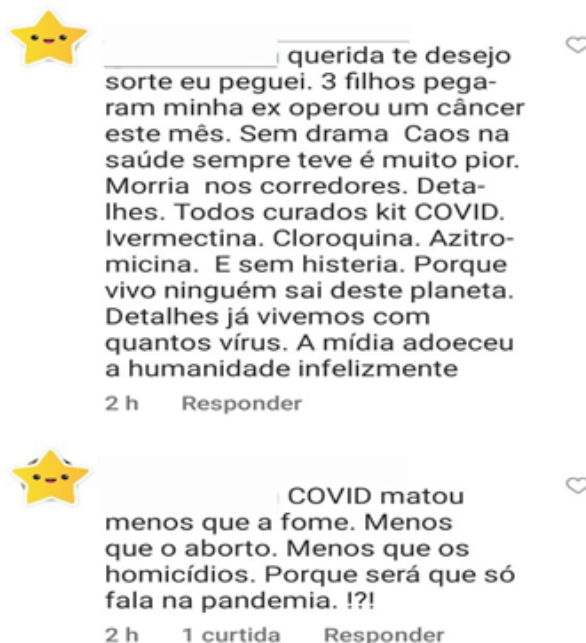 querida te desejo
sorte eu peguei. 3 filhos pega-
ram minha ex operou um câncer
este mês. Sem drama  Caos na
saúde sempre teve é muito pior.
Morria  nos corredores. Deta-
lhes. Todos curados kit COVID.
Ivermectina. Cloroquina. Azitro-
micina.  E sem histeria. Porque
vivo ninguém sai deste planeta.
Detalhes já vivemos com
quantos vírus. A mídia adoeceu
a humanidade infelizmente
2 h Responder
COVID matou
menos que a fome. Menos
que o aborto. Menos que os
homicídios. Porque será que só
fala na pandemia. !?!
2 h 1 curtida Responder